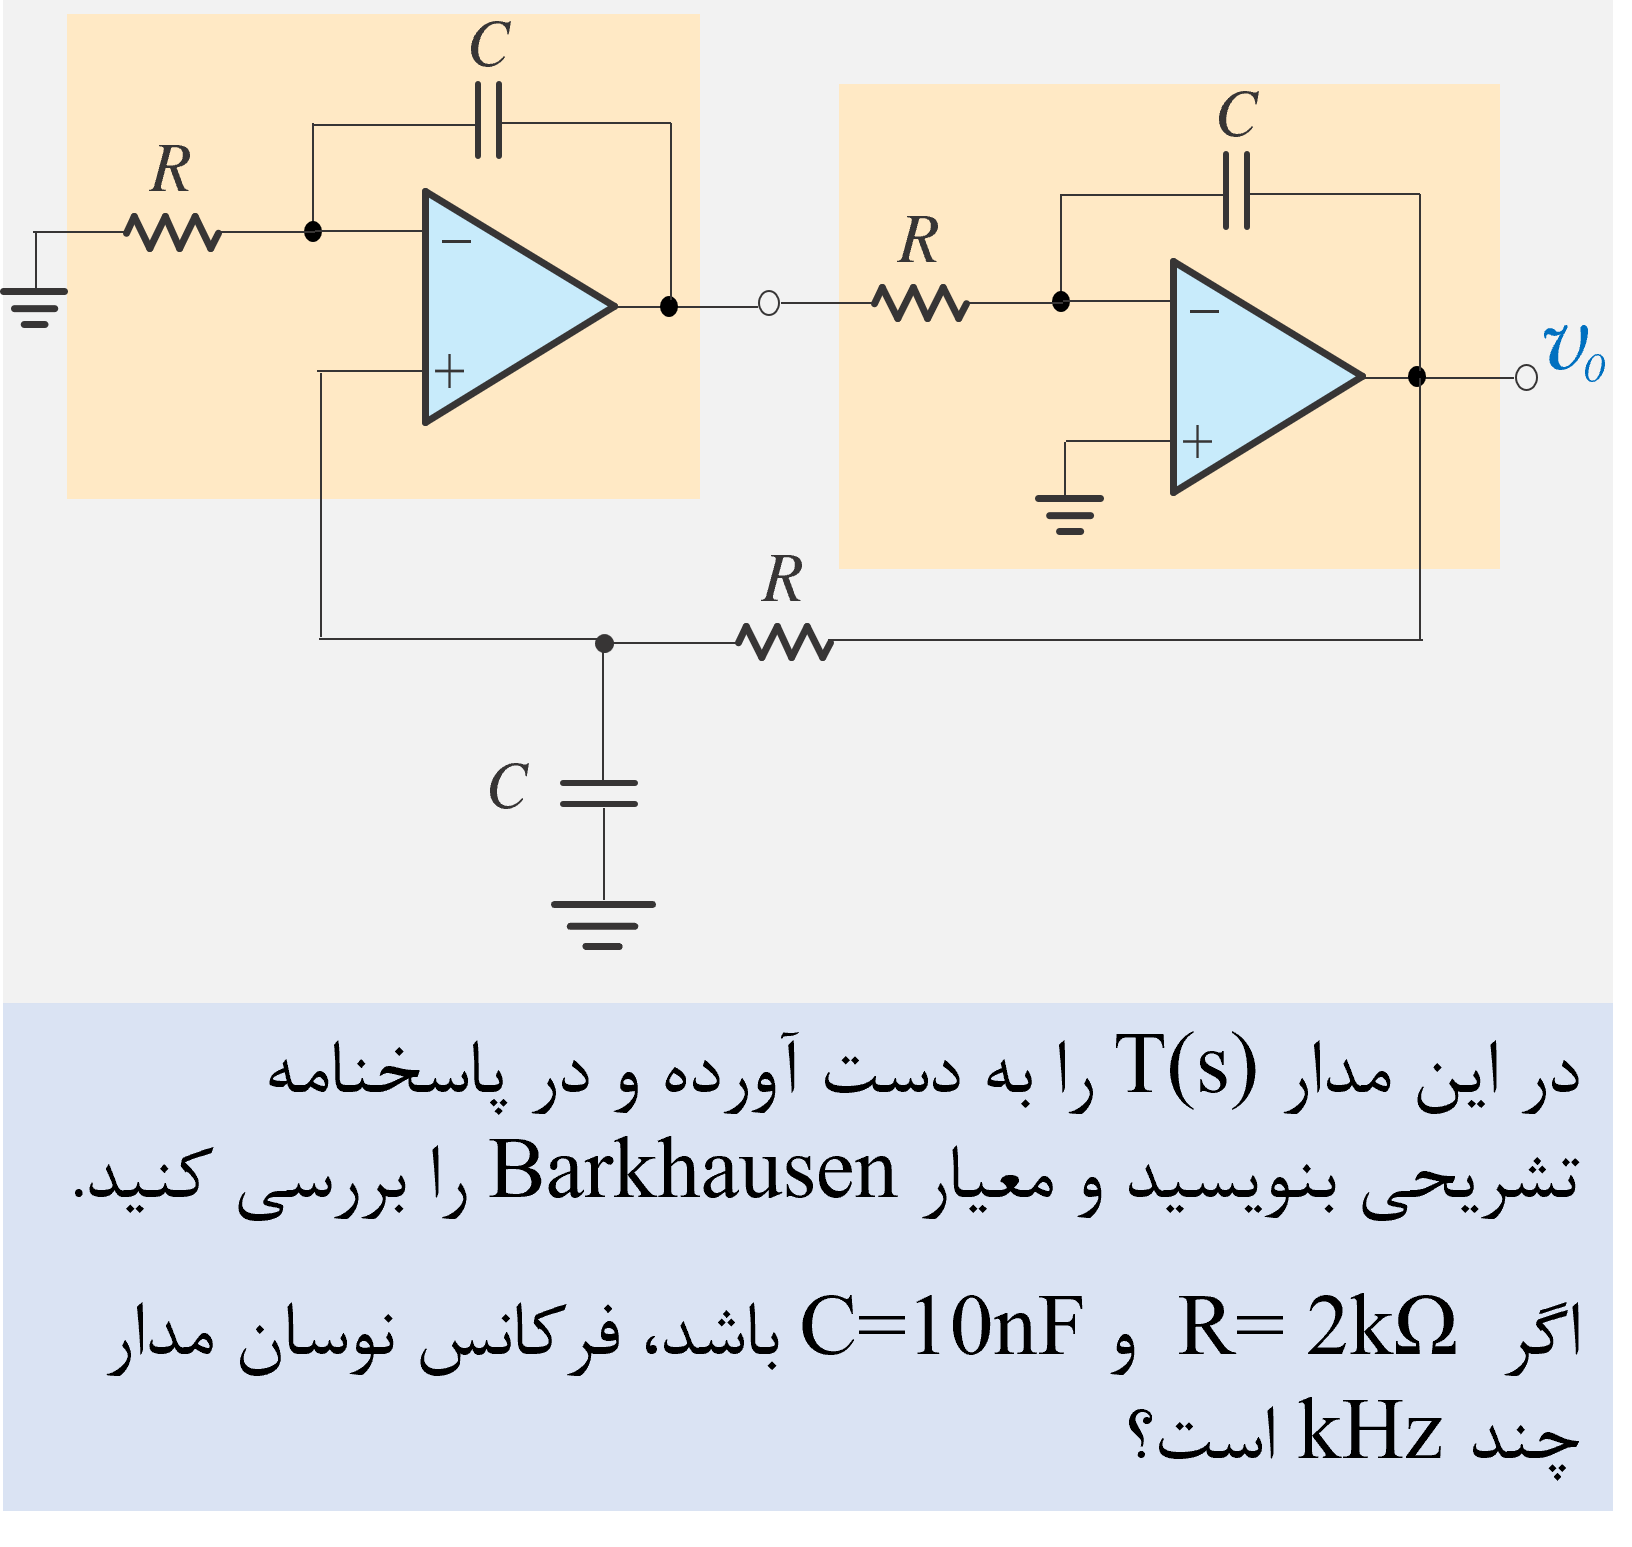 C
C
R
R
−
−
+
+
v0
R
C
در این مدار T(s) را به دست آورده و در پاسخنامه
تشریحی بنویسید و معیار Barkhausen را بررسی کنید.
اگر R= 2kΩ و C=10nF باشد، فرکانس نوسان مدار
چند kHz است؟